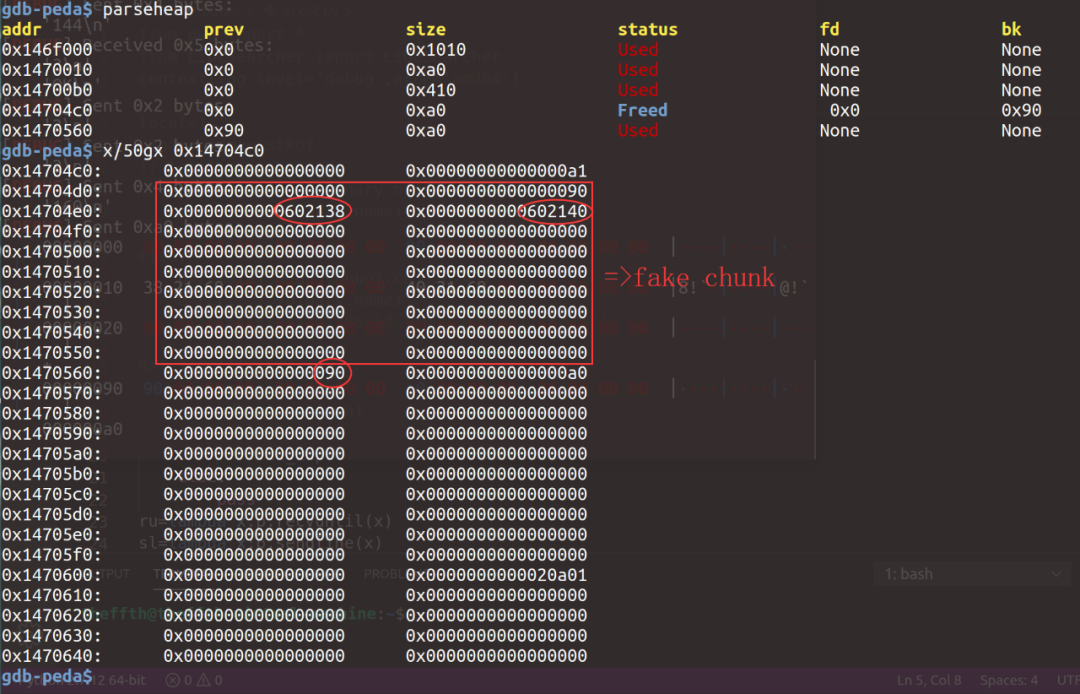 gdb-peda$ parseheap
addr prev size status fd bk
0x146f000 0x0 0x1010 Used None None
0x1470010 0x0 0xa0 Used None None
0x14700b0 0x0 0x410 Used None None
0x14704c0 0x0 0xa0 Freed 0x0 0x90
0x1470560 0x90 0xa0 Used None None
gdb-peda$ x/50gx 0x14704c0
0x14704c0: 0x0000000000000000 0x00000000000000a1
0x14704d0: 0x0000000000000000 0x0000000000000090
0x14704e0: 0x0000000000602138 0x0000000000602140
0x14704f0: 0x0000000000000000 0x0000000000000000
0x1470500: 0x0000000000000000 0x0000000000000000
0x1470510: 0x0000000000000000 0x0000000000000000
=>fake chunk
0x1470520: 0x0000000000000000 0x0000000000000000
0x1470530: 0x0000000000000000 0x0000000000000000
0x1470540: 0x0000000000000000 0x0000000000000000
0x1470550: 0x0000000000000000 0x0000000000000000
0x1470560: 0x0000000000000090 0x00000000000000a0
0x1470570: 0x0000000000000000 0x0000000000000000
0x1470580: 0x0000000000000000 0x0000000000000000
0x1470590: 0x0000000000000000 0x0000000000000000
0x14705a0: 0x0000000000000000 0x0000000000000000
0x14705b0: 0x0000000000000000 0x0000000000000000
0x14705c0: 0x0000000000000000 0x0000000000000000
0x14705d0: 0x0000000000000000 0x0000000000000000
0x14705e0: 0x0000000000000000 0x0000000000000000
0x14705f0: 0x0000000000000000 0x0000000000000000
0x1470600: 0x0000000000000000 0x0000000000020a01
1: bash
0x1470610: 0x0000000000000000 0x0000000000000000
0x1470620: 0x0000000000000000 0x0000000000000000
0x1470630: 0x0000000000000000 0x0000000000000000
0x1470640: 0x0000000000000000 0x0000000000000000
gdb-peda$
64-bit 0 0 Ln 5, Col 8 Spaces: 4 UTF